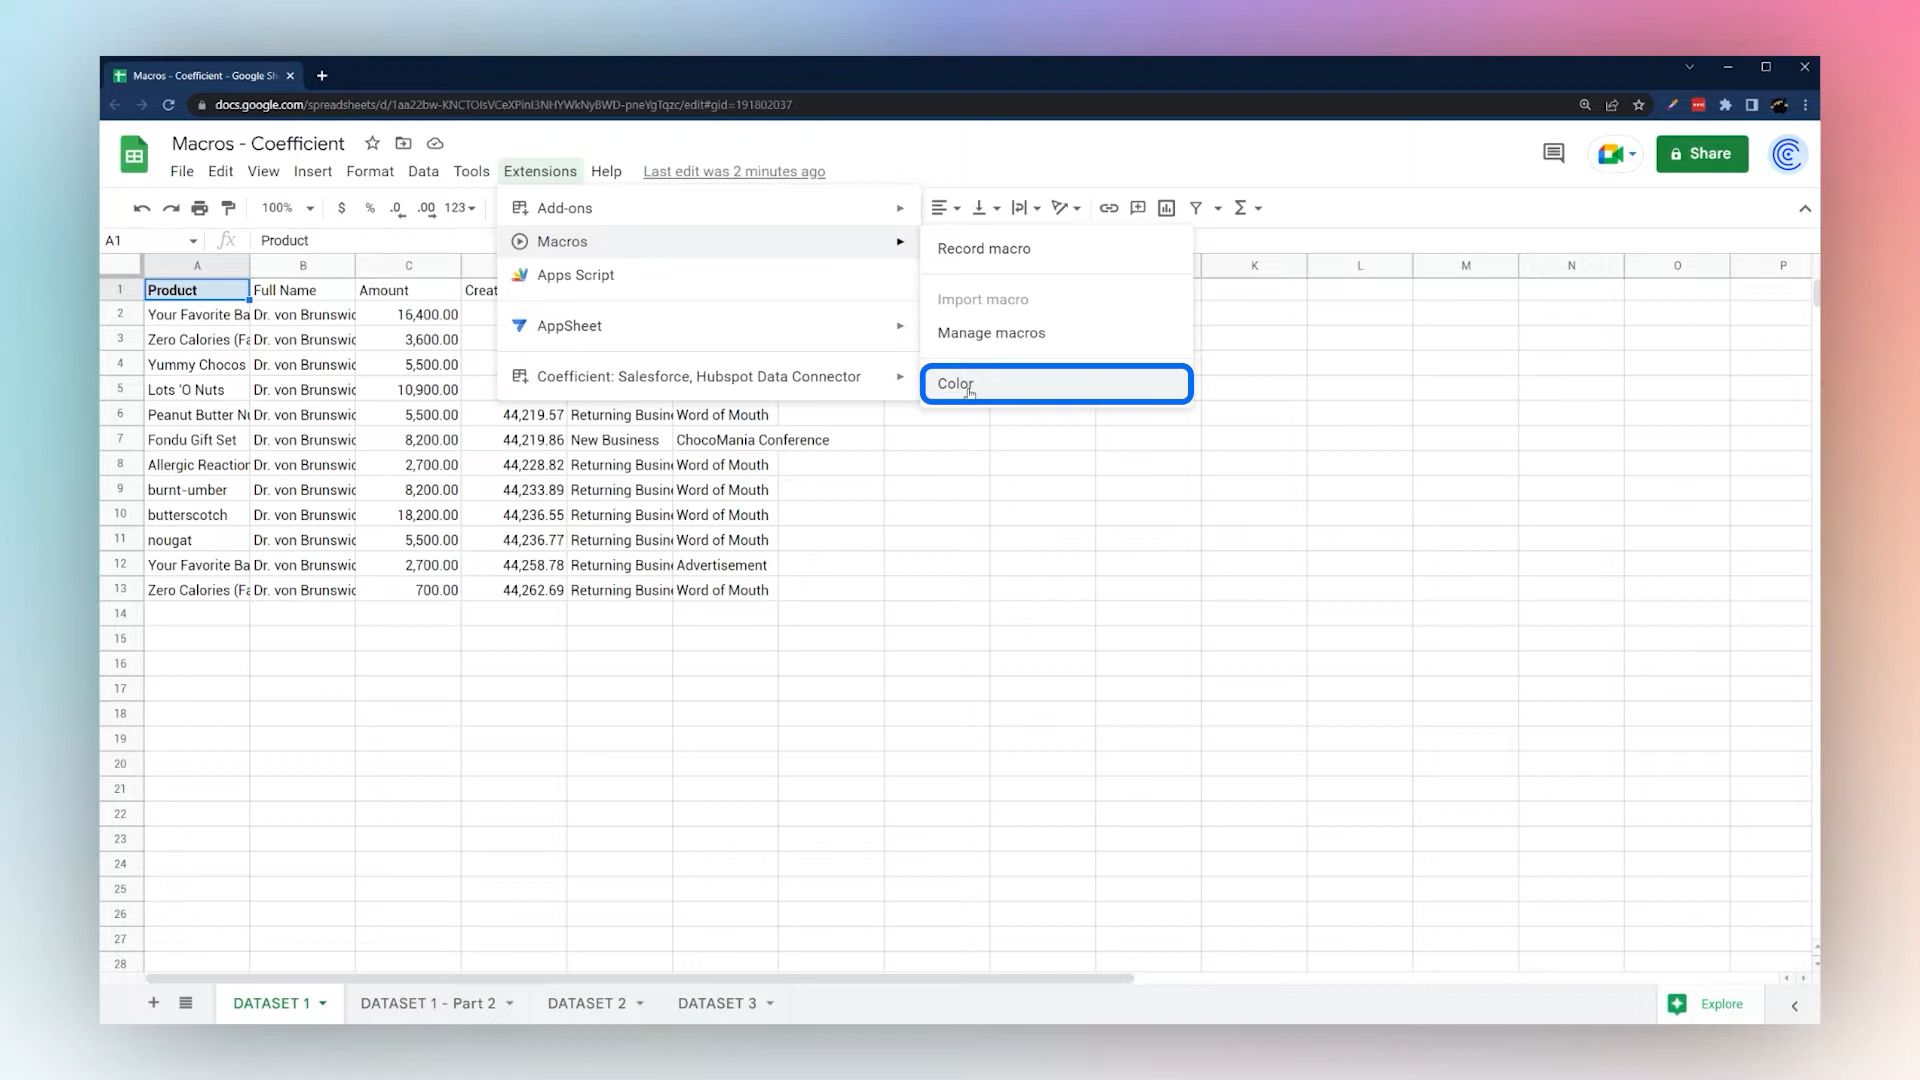 Macros - Coefficient - Google Sh
docs.google.com/spreadsheets/d/1aa22bw-KNCTOIsVCeXPinI3NHYWkNyBWD-pneYgTqzc/edit#gid=191802037
Macros - Coefficient
File Edit View Insert Format Data Tools Extensions Help Last edit was 2 minutes ago
Share
100% $ % .0 .00 123
Add-ons
Macros
Apps Script
AppSheet
Coefficient: Salesforce, Hubspot Data Connector
Record macro
Import macro
Manage macros
Color
A1 fx Product
A B C K L M N O P
1 Product Full Name Amount Creat
2 Your Favorite Ba Dr. von Brunswic 16,400.00
3 Zero Calories (Fa Dr. von Brunswic 3,600.00
4 Yummy Chocos Dr. von Brunswic 5,500.00
5 Lots 'O Nuts Dr. von Brunswic 10,900.00
6 Peanut Butter Nu Dr. von Brunswic 5,500.00 44,219.57 Returning Busine Word of Mouth
7 Fondu Gift Set Dr. von Brunswic 8,200.00 44,219.86 New Business ChocoMania Conference
8 Allergic Reaction Dr. von Brunswic 2,700.00 44,228.82 Returning Busine Word of Mouth
9 burnt-umber Dr. von Brunswic 8,200.00 44,233.89 Returning Busine Word of Mouth
10 butterscotch Dr. von Brunswic 18,200.00 44,236.55 Returning Busine Word of Mouth
11 nougat Dr. von Brunswic 5,500.00 44,236.77 Returning Busine Word of Mouth
12 Your Favorite Ba Dr. von Brunswic 2,700.00 44,258.78 Returning Busine Advertisement
13 Zero Calories (Fa Dr. von Brunswic 700.00 44,262.69 Returning Busine Word of Mouth
14
15
16
17
18
19
20
21
22
23
24
25
26
27
28
DATASET 1 DATASET 1 - Part 2 DATASET 2 DATASET 3
Explore